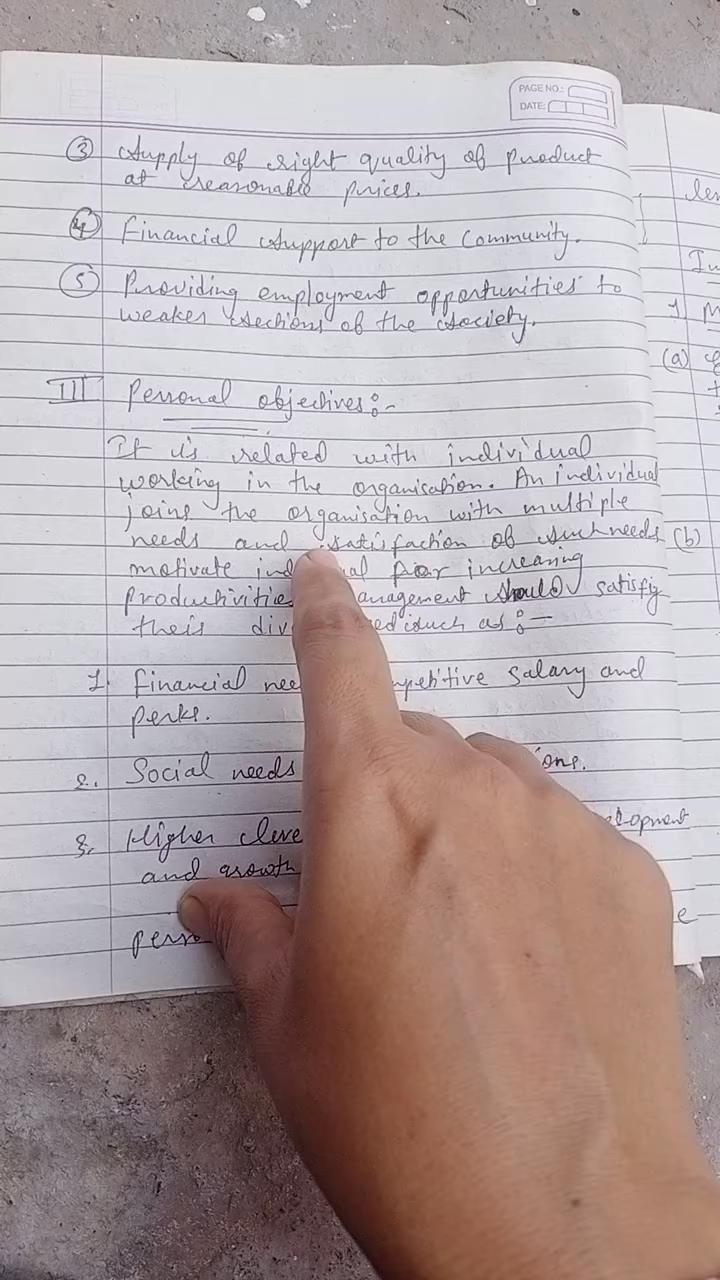 PAGE NO.:
DATE:
③ Supply of right quality of product
at reasonable prices.
④ Financial support to the Community.
⑤ Providing employment opportunities to
weaker sections of the society.
III Personal objectives:-
It is related with individual
working in the organisation. An individual
joins the organisation with multiple
needs and satisfaction of such needs
motivate for increasing
should satisfy
their such as :-
1. Financial salary and
perks.
2. Social needs
3. Higher
and growth
(a)
(b)